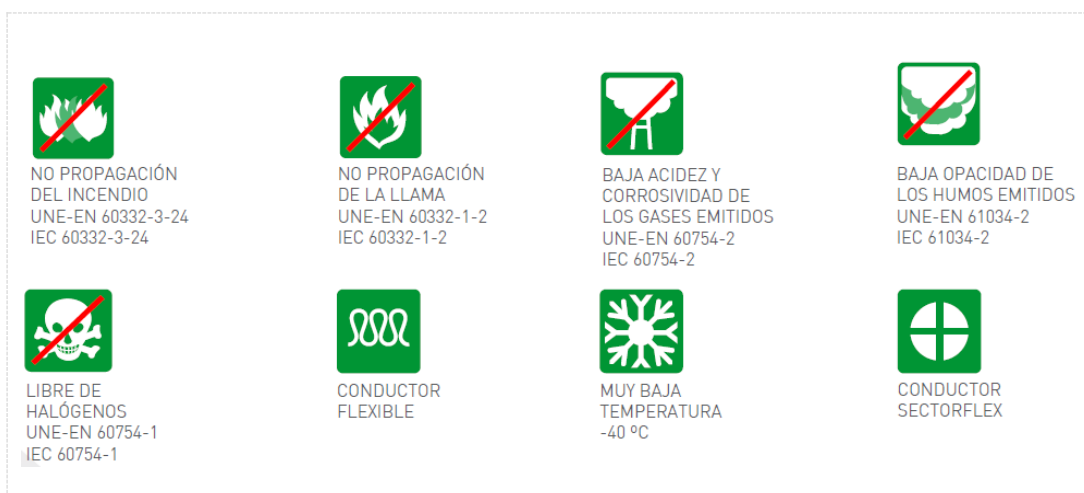 NO PROPAGACIÓN
DEL INCENDIO
UNE-EN 60332-3-24
IEC 60332-3-24
NO PROPAGACIÓN
DE LA LLAMA
UNE-EN 60332-1-2
IEC 60332-1-2
BAJA ACIDEZ Y
CORROSIVIDAD DE
LOS GASES EMITIDOS
UNE-EN 60754-2
IEC 60754-2
BAJA OPACIDAD DE
LOS HUMOS EMITIDOS
UNE-EN 61034-2
IEC 61034-2
LIBRE DE
HALÓGENOS
UNE-EN 60754-1
IEC 60754-1
CONDUCTOR
FLEXIBLE
MUY BAJA
TEMPERATURA
-40 ºC
CONDUCTOR
SECTORFLEX